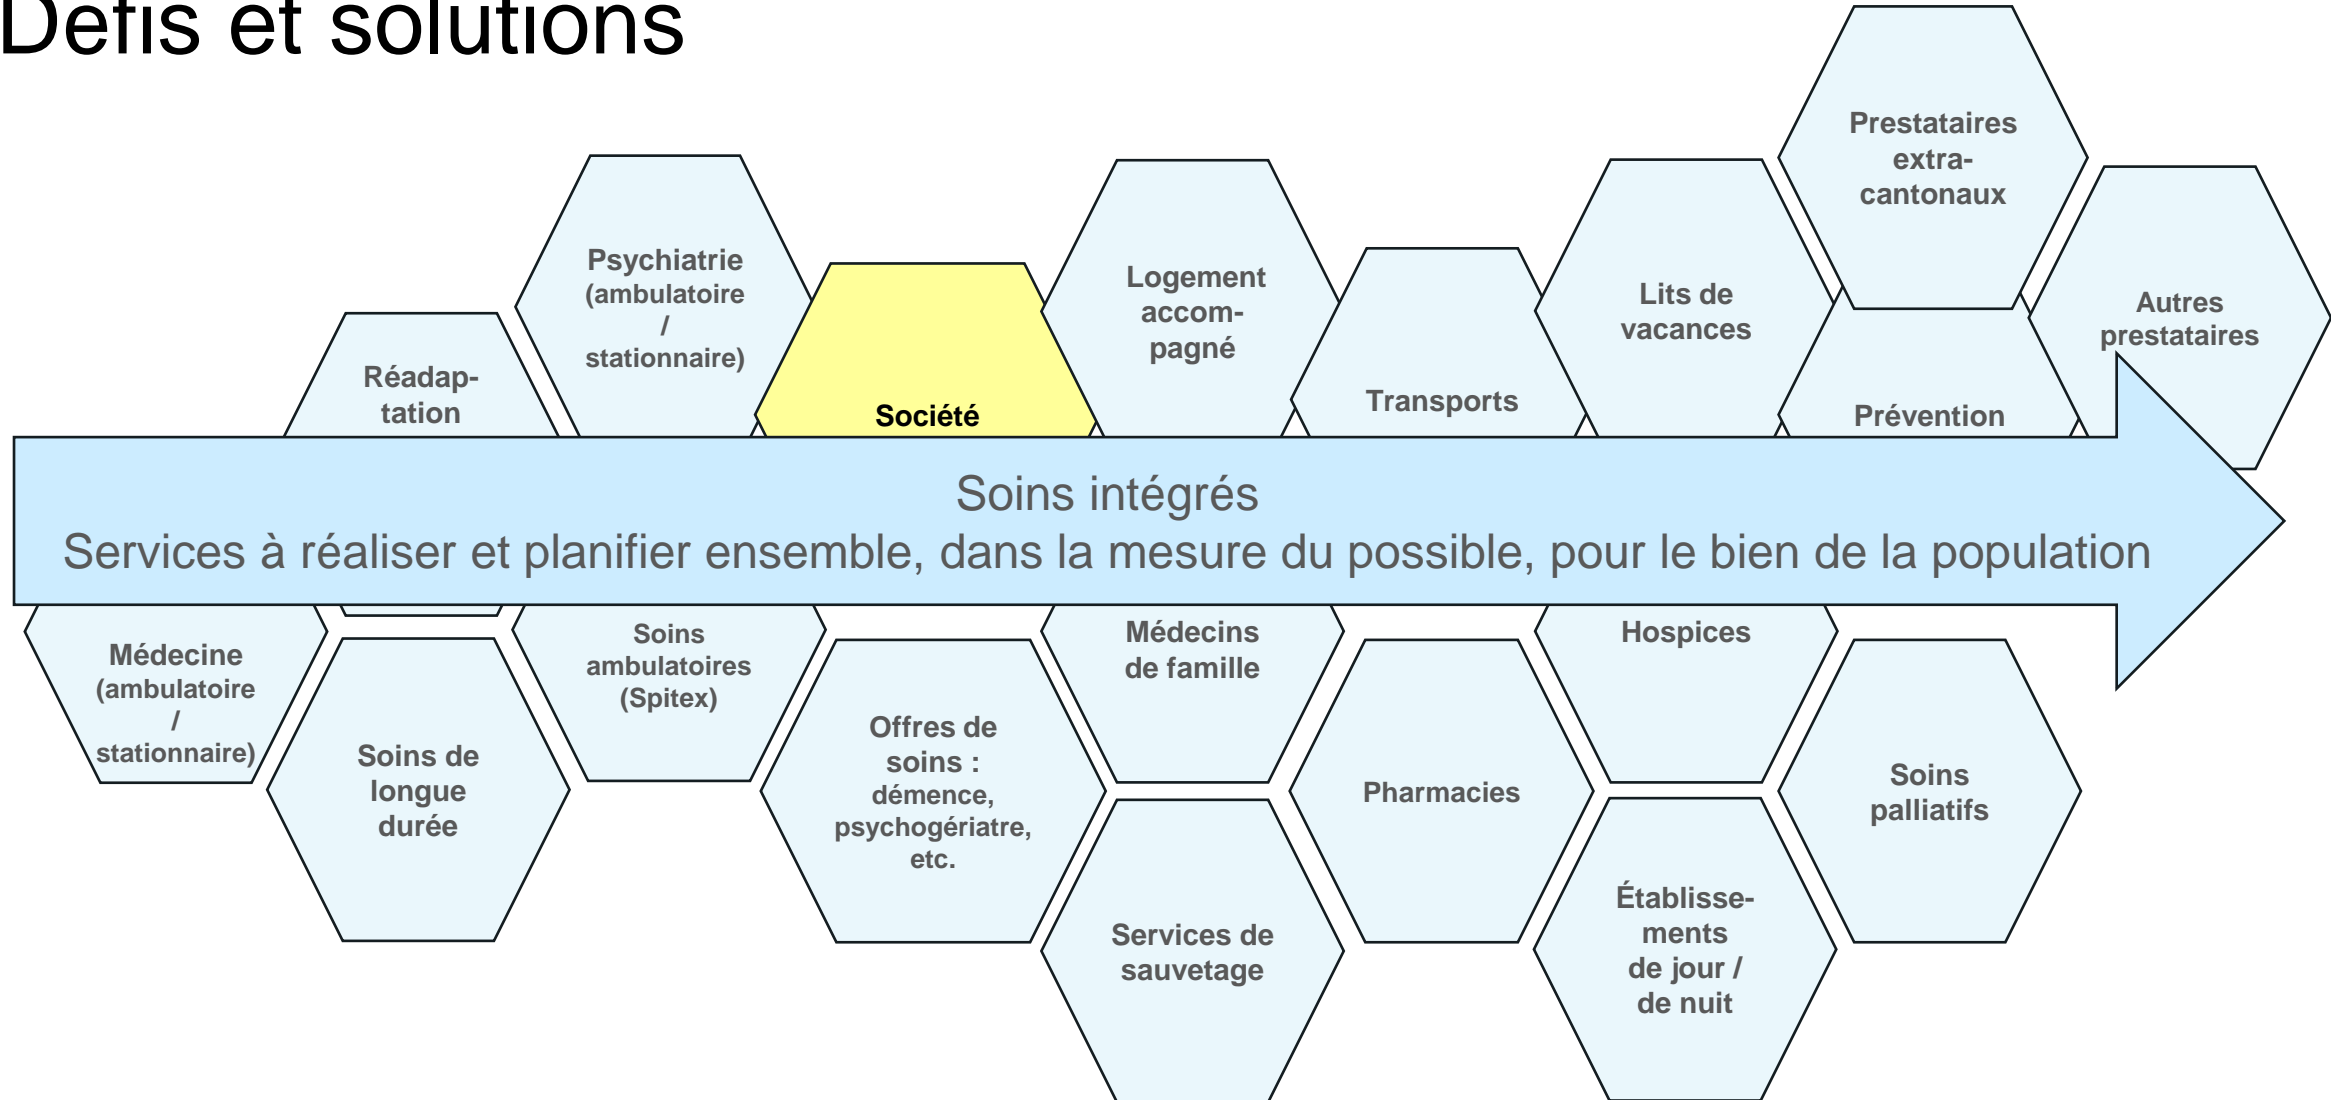 Défis et solutions
Prestataires
extra-
cantonaux
Psychiatrie
(ambulatoire
/
stationnaire)
Logement
accom-
pagné
Lits de
vacances
Autres
prestataires
Réadap-
tation
Société
Transports
Prévention
Soins intégrés
Services à réaliser et planifier ensemble, dans la mesure du possible, pour le bien de la population
Médecine
(ambulatoire
/
stationnaire)
Soins de
longue
durée
Soins
ambulatoires
(Spitex)
Offres de
soins :
démence,
psychogériatre,
etc.
Médecins
de famille
Services de
sauvetage
Pharmacies
Hospices
Établisse-
ments
de jour /
de nuit
Soins
palliatifs